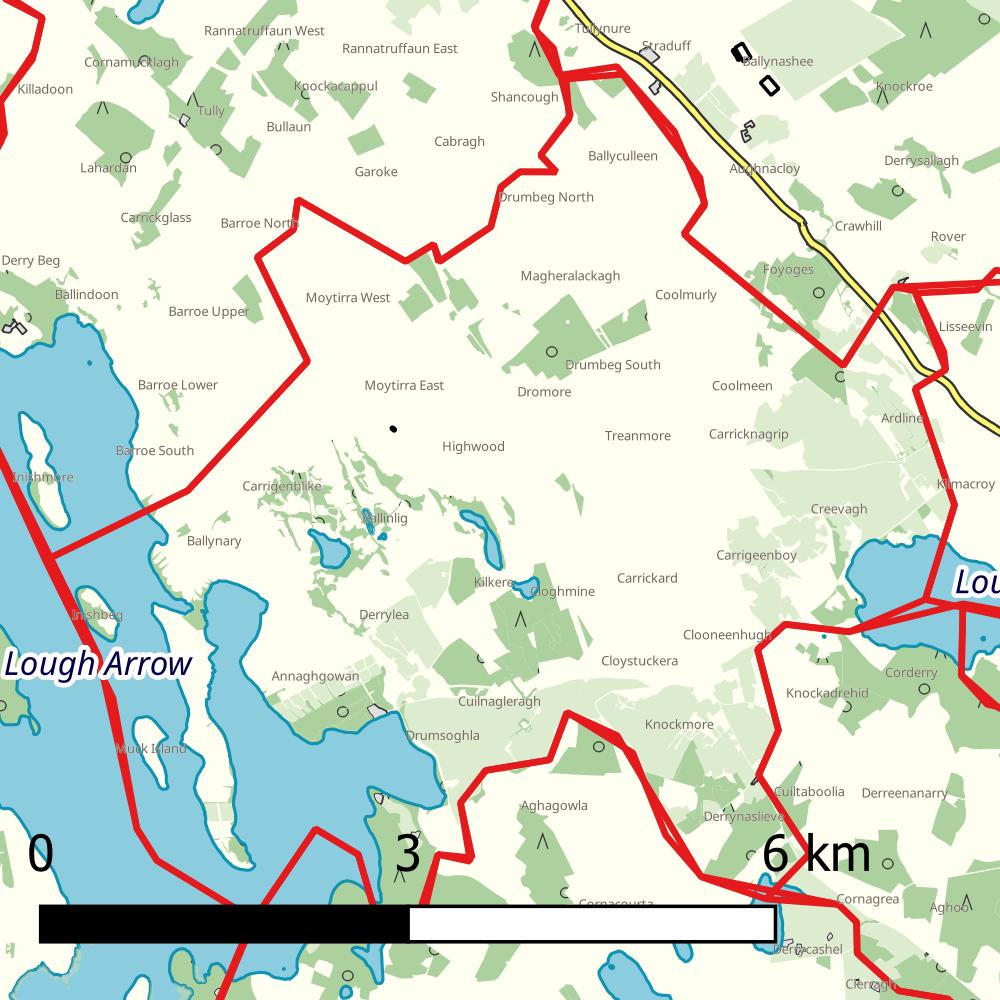 Tullynure
Rannatruffaun West
Straduff
Rannatruffaun East
Cornamucklagh
Ballynashee
Killadoon
Knockacappul
Knockroe
Shancough
Tully
Bullaun
Cabragh
Ballyculleen
Derrysallagh
Lahardan
Garoke
Aughnacloy
Drumbeg North
Carrickglass
Barroe North
Crawhill
Rover
Derry Beg
Foyoges
Magheralackagh
Ballindoon
Moytirra West
Coolmurly
Barroe Upper
Lisseevin
Drumbeg South
Barroe Lower
Moytirra East
Dromore
Coolmeen
Ardline
Treanmore
Carricknagrip
Highwood
Barroe South
Inishmore
Carrigenblike
Kilmacroy
Creevagh
Ballinlig
Ballynary
Carrigeenboy
Carrickard
Kilkere
Cloghmine
Lou
Inishbeg
Derrylea
Clooneenhugh
Lough Arrow
Cloystuckera
Annaghgowan
Corderry
Knockadrehid
Cuilnagleragh
Knockmore
Drumsoghla
Muck Island
Cuiltaboolia
Derreenanarry
Aghagowla
Derrynaslieve
0 3 6 km
Cornagrea
Cornacourta
Aghoo
Derrycashel
Clerragh